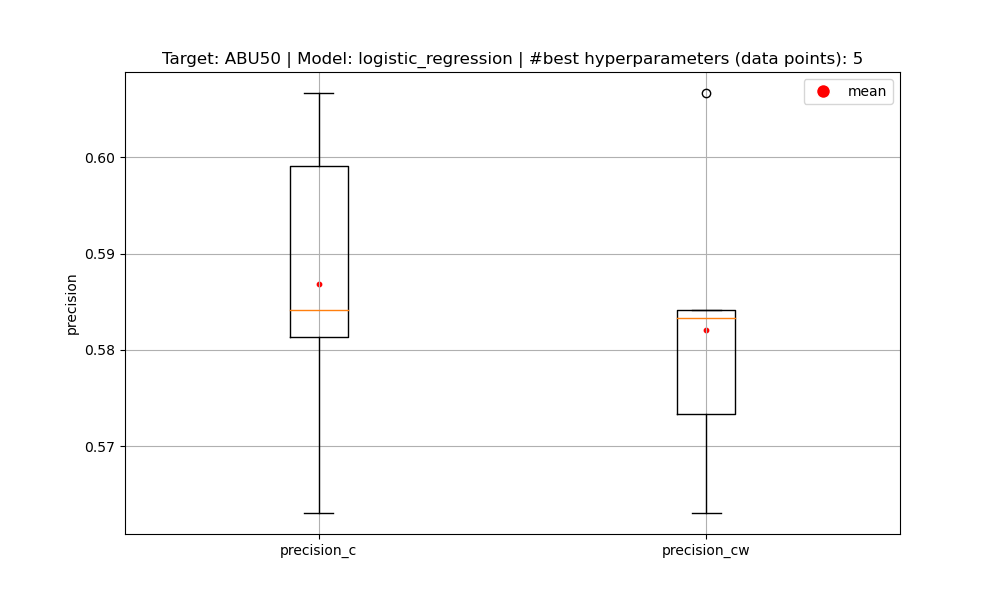 Target: ABU50 | Model: logistic_regression | #best hyperparameters (data points): 5
mean
0.60
0.59
0.58
0.57
precision
precision_c
precision_cw